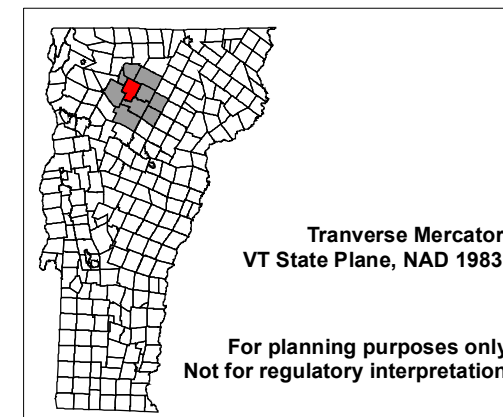 Tranverse Mercator
VT State Plane, NAD 1983
For planning purposes only
Not for regulatory interpretation